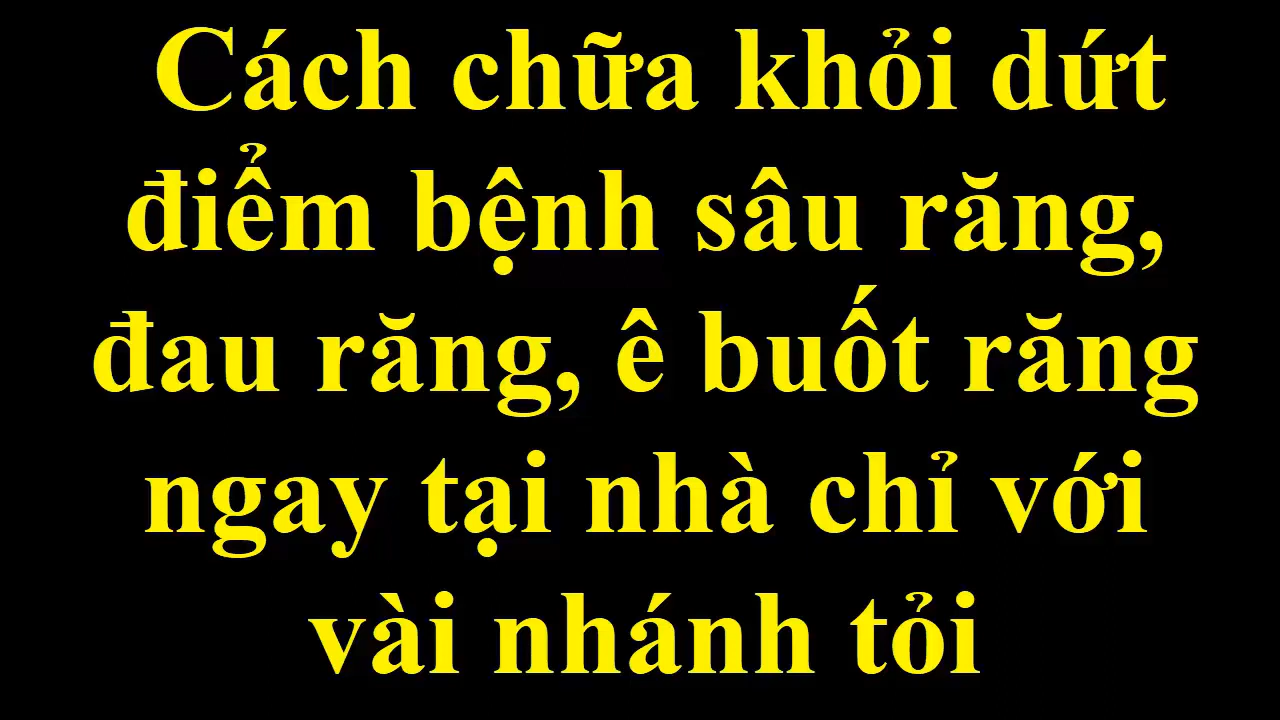 Cách chữa khỏi dứt
điểm bệnh sâu răng,
đau răng, ê buốt răng
ngay tại nhà chỉ với
vài nhánh tỏi